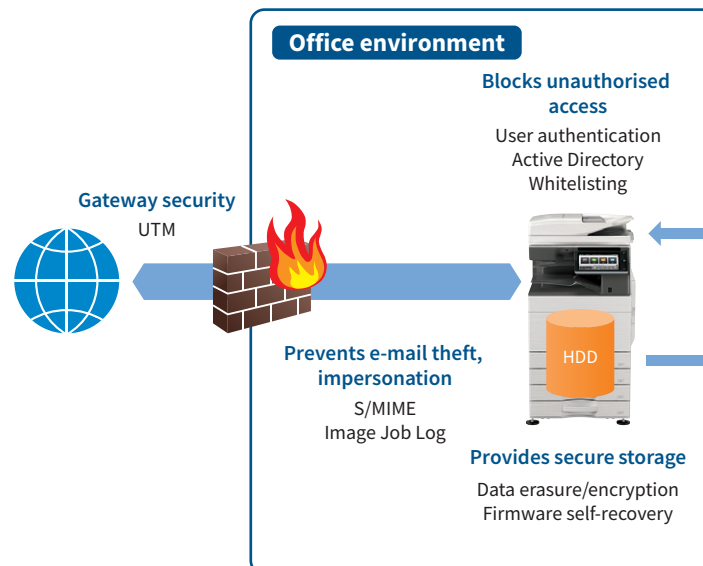 Office environment
Blocks unauthorised
access
User authentication
Active Directory
Whitelisting
Gateway security
UTM
HDD
Prevents e-mail theft,
impersonation
S/MIME
Image Job Log
Provides secure storage
Data erasure/encryption
Firmware self-recovery